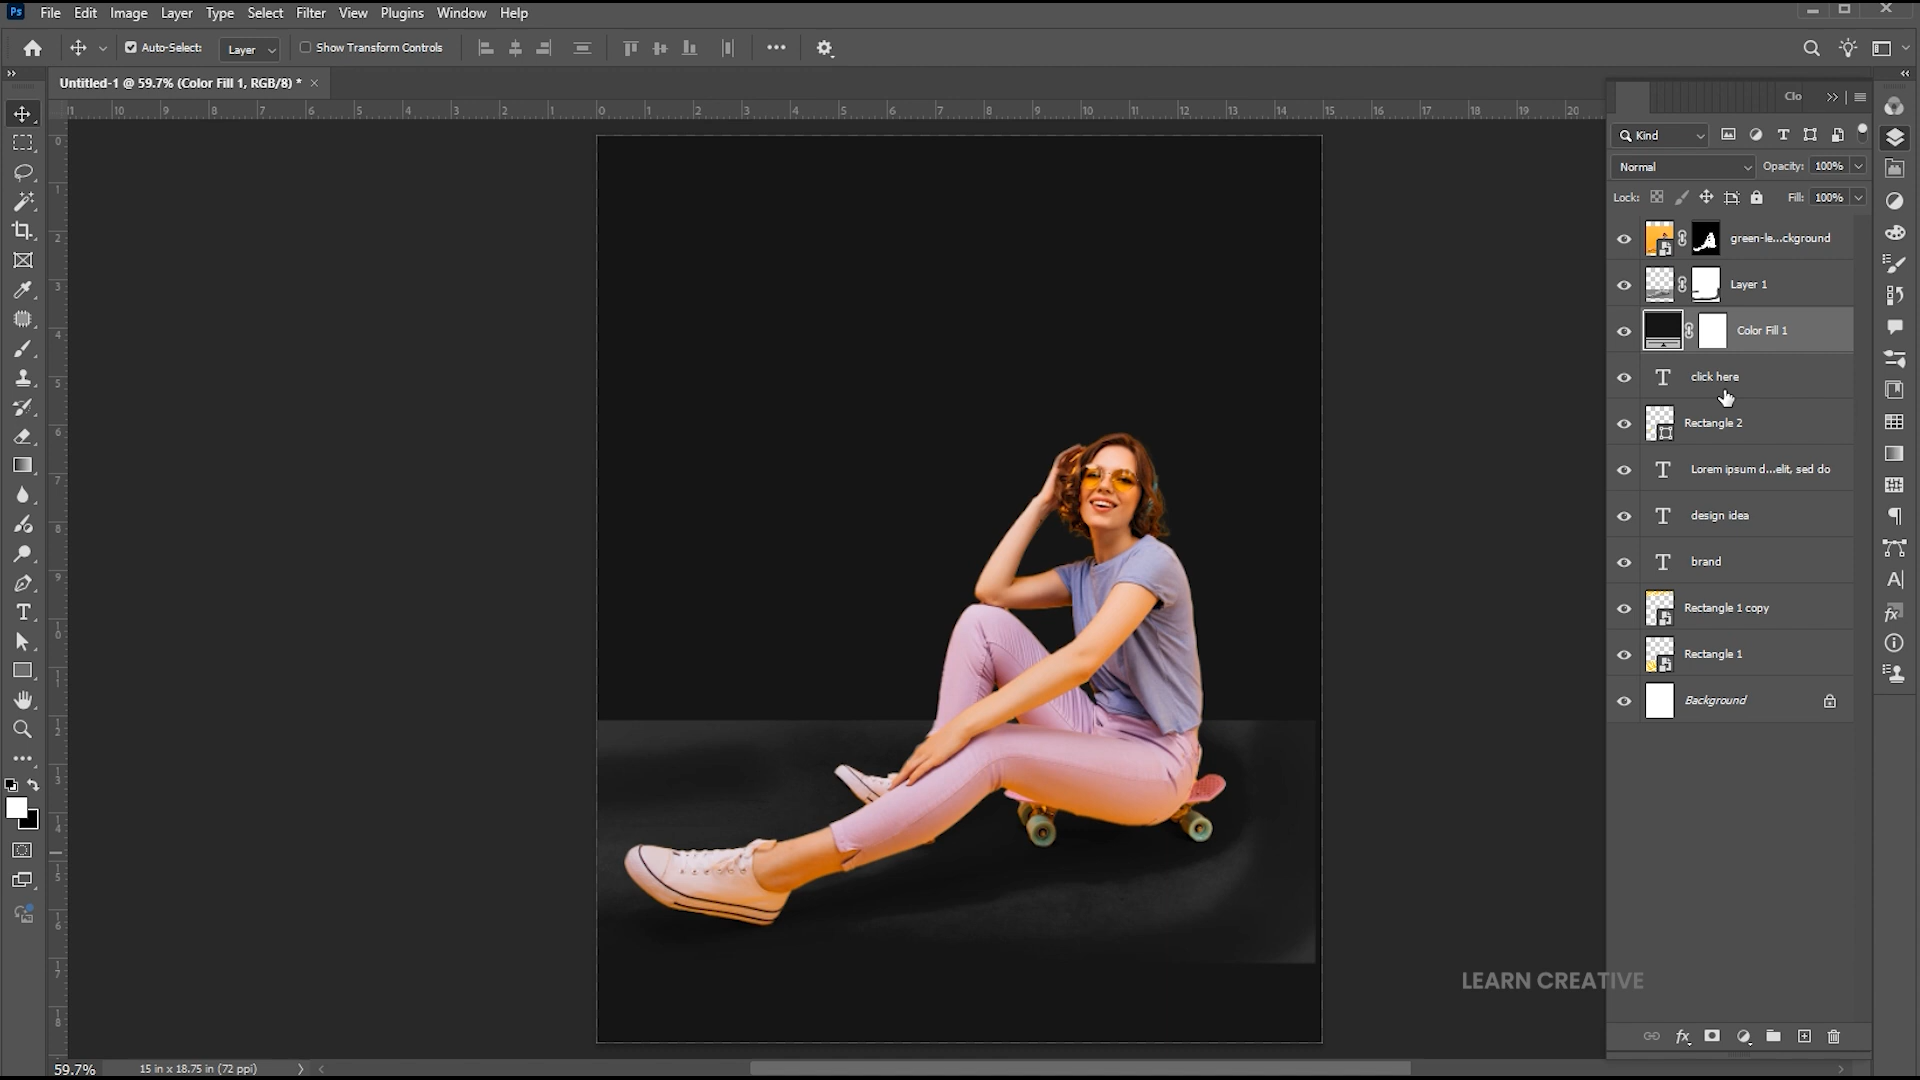 Ps File Edit Image Layer Type Select Filter View Plugins Window Help
Auto-Select: Layer Show Transform Controls
Untitled-1 @ 59.7% (Color Fill 1, RGB/8) *
Clo
Kind
Normal Opacity: 100%
Lock: Fill: 100%
green-le...ckground
Layer 1
Color Fill 1
click here
Rectangle 2
Lorem ipsum d...elit, sed do
design idea
brand
Rectangle 1 copy
Rectangle 1
Background
LEARN CREATIVE
59.7% 15 in x 18.75 in (72 ppi)